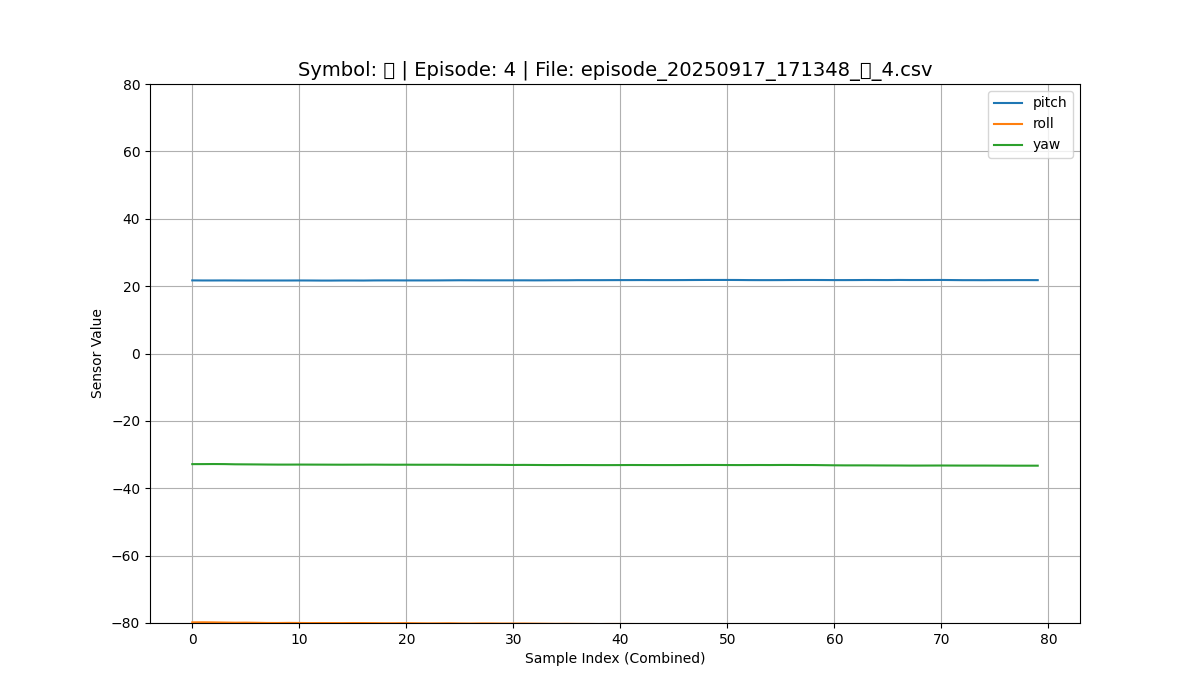 Symbol: | Episode: 4 | File: episode_20250917_171348_ _4.csv
pitch
roll
yaw
80
60
40
20
0
−20
−40
−60
−80
Sensor Value
0 10 20 30 40 50 60 70 80
Sample Index (Combined)